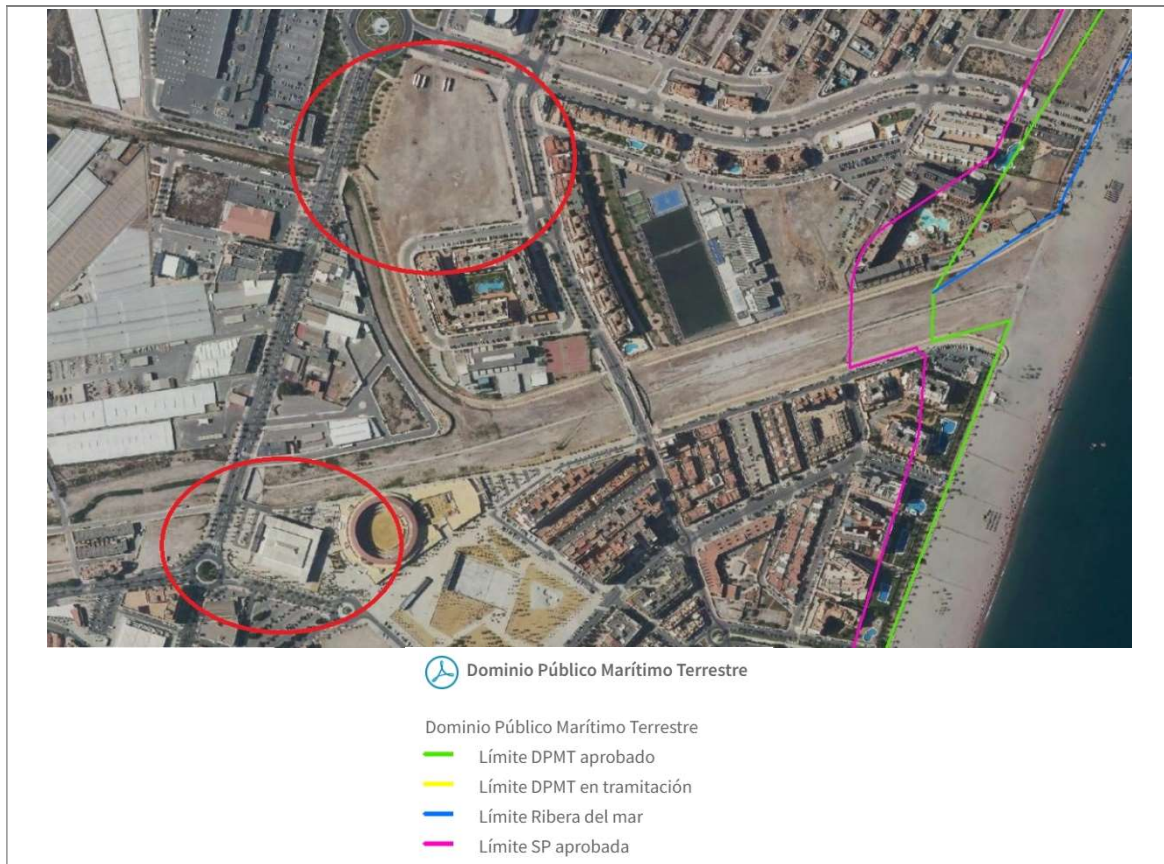 Dominio Público Marítimo Terrestre
Dominio Público Marítimo Terrestre
Límite DPMT aprobado
Límite DPMT en tramitación
Límite Ribera del mar
Límite SP aprobada